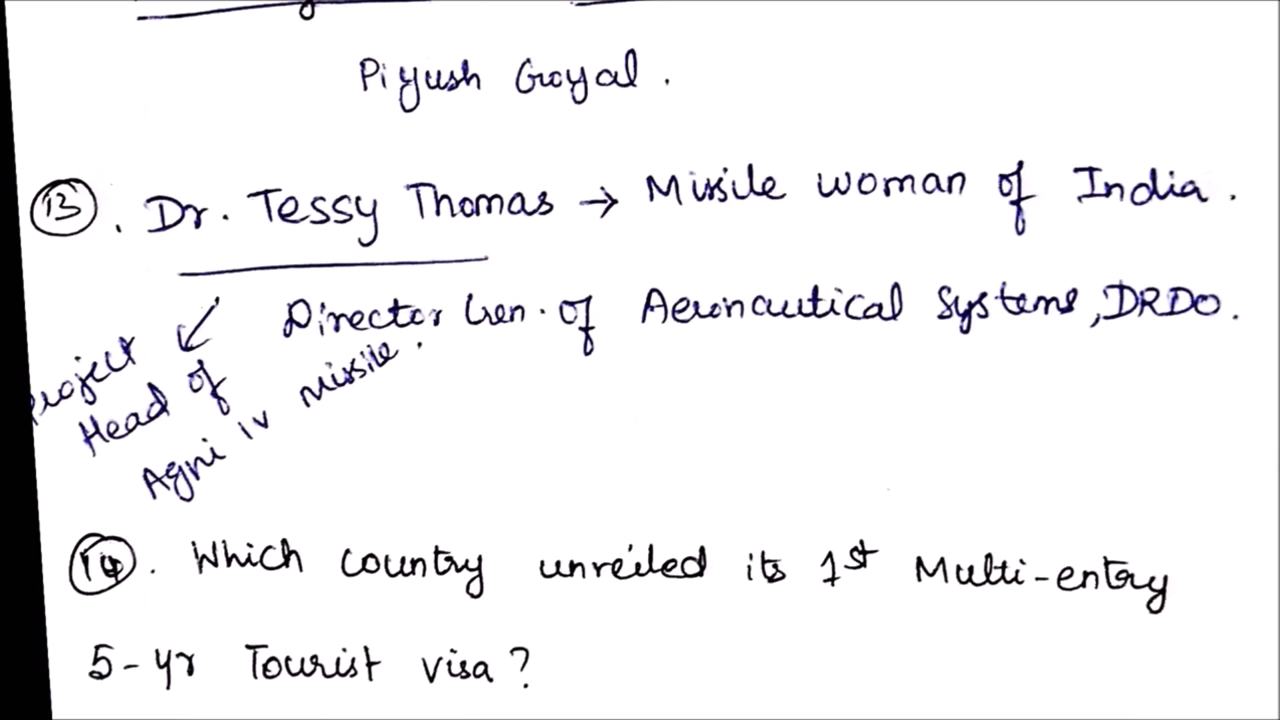 Piyush Goyal.
13. Dr. Tessy Thomas → Missile woman of India.
Director Gen. of Aeronautical Systems, DRDO.
Project
Head of
Agni iv missile.
14. Which country unveiled its 1st Multi-entry
5-yr Tourist visa?